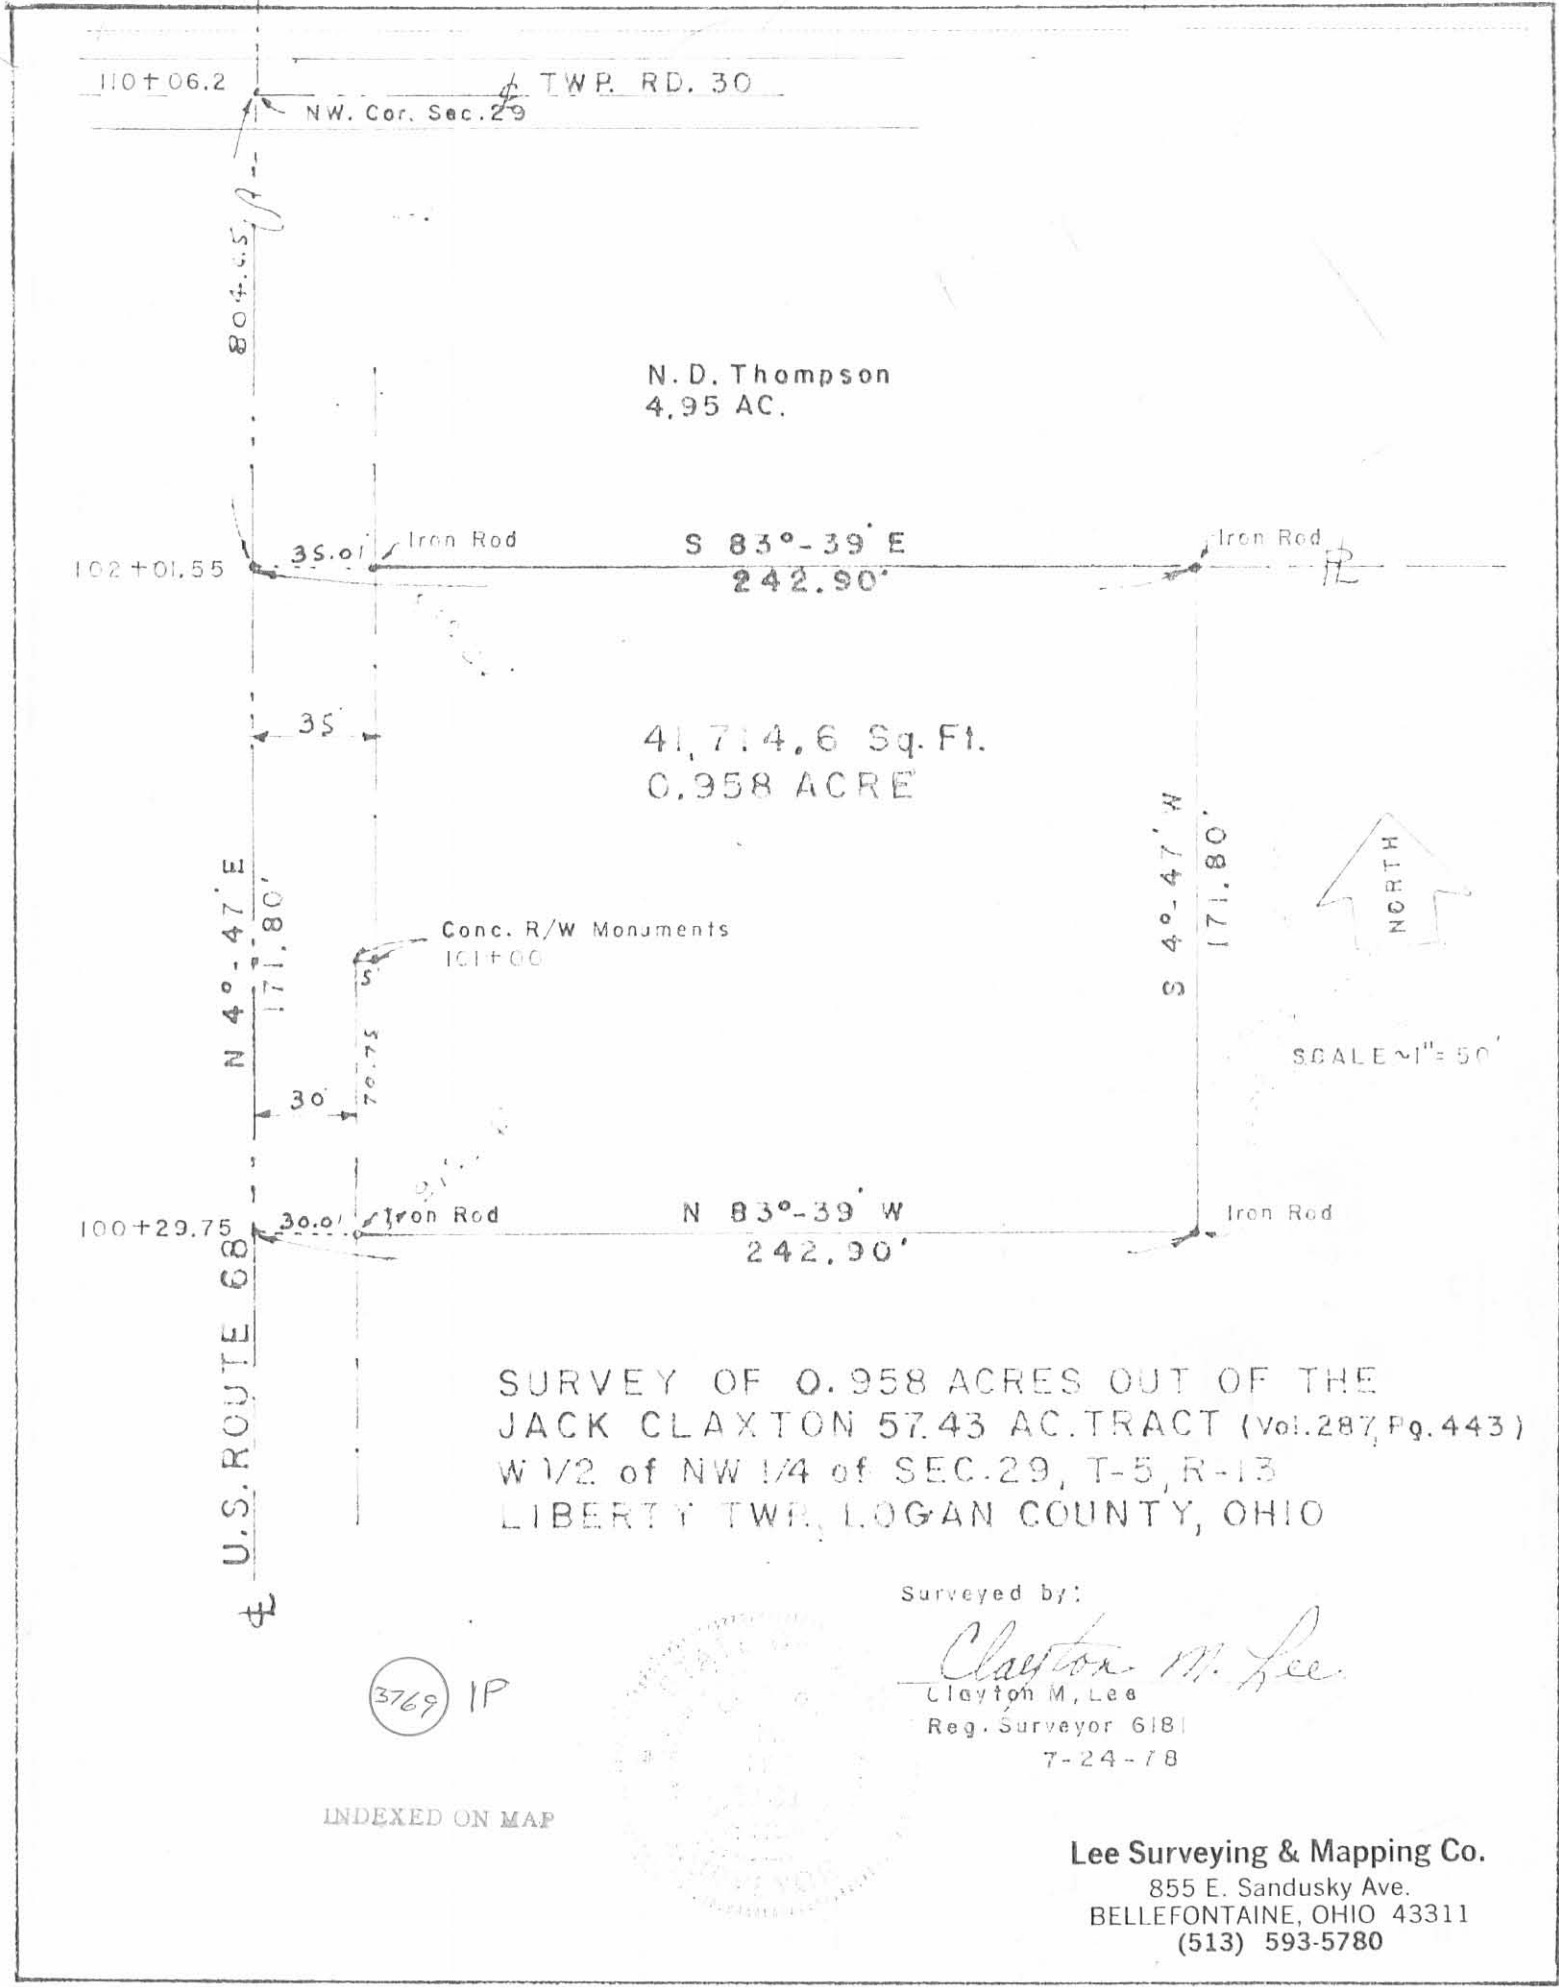 110+06.2
℄ TWP. RD. 30
NW. Cor. Sec. 29
804.65
N. D. Thompson
4.95 AC.
102+01.55
35.01'
Iron Rod
S 83°-39' E
242.90'
Iron Rod
PL
35'
41,714.6 Sq. Ft.
0.958 ACRE
N 4°-47' E
171.80'
S 4°-47' W
171.80'
NORTH
Conc. R/W Monuments
101+00
5'
70.75
30'
SCALE ~ 1" = 50'
100+29.75
30.01'
Iron Rod
N 83°-39' W
242.90'
Iron Rod
℄ U.S. ROUTE 68
SURVEY OF 0.958 ACRES OUT OF THE
JACK CLAXTON 57.43 AC. TRACT (Vol. 287, Pg. 443)
W 1/2 of NW 1/4 of SEC. 29, T-5, R-13
LIBERTY TWP., LOGAN COUNTY, OHIO
Surveyed by:
Clayton M. Lee
Clayton M. Lee
Reg. Surveyor 6181
7-24-78
3769 1P
INDEXED ON MAP
Lee Surveying & Mapping Co.
855 E. Sandusky Ave.
BELLEFONTAINE, OHIO 43311
(513) 593-5780